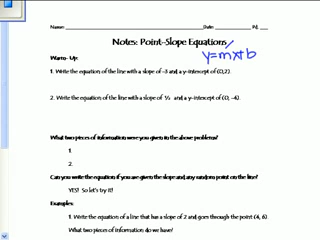 Name: Date: Pd.
Notes: Point-Slope Equations
y=mx+b
Warm-Up:
1. Write the equation of the line with a slope of -3 and a y-intercept of (0,2).
2. Write the equation of the line with a slope of ½ and a y-intercept of (0, -4).
What two pieces of information were you given in the above problems?
1.
2.
Can you write the equation if you are given the slope and any random point on the line?
YES! So let's try it!
Examples:
1. Write the equation of a line that has a slope of 2 and goes through the point (4, 6).
What two pieces of information do we have?